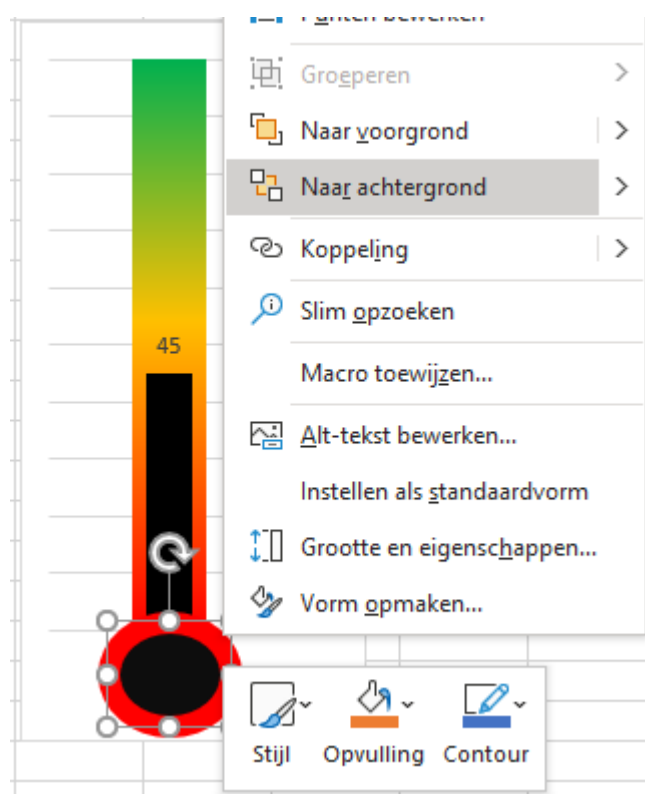 Groeperen
Naar voorgrond
Naar achtergrond
Koppeling
Slim opzoeken
45
Macro toewijzen...
Alt-tekst bewerken...
Instellen als standaardvorm
Grootte en eigenschappen...
Vorm opmaken...
Stijl Opvulling Contour